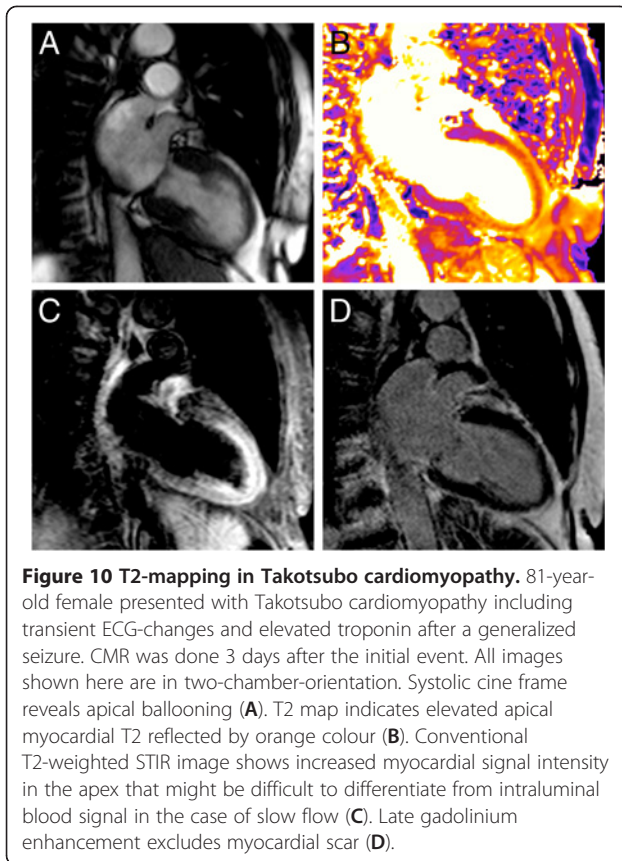 A
B
C
D
Figure 10 T2-mapping in Takotsubo cardiomyopathy. 81-year-
old female presented with Takotsubo cardiomyopathy including
transient ECG-changes and elevated troponin after a generalized
seizure. CMR was done 3 days after the initial event. All images
shown here are in two-chamber-orientation. Systolic cine frame
reveals apical ballooning (A). T2 map indicates elevated apical
myocardial T2 reflected by orange colour (B). Conventional
T2-weighted STIR image shows increased myocardial signal intensity
in the apex that might be difficult to differentiate from intraluminal
blood signal in the case of slow flow (C). Late gadolinium
enhancement excludes myocardial scar (D).